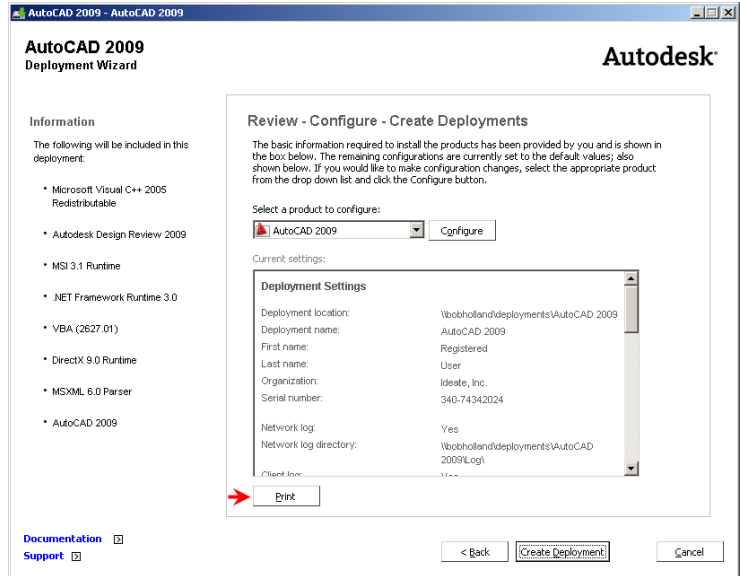 AutoCAD 2009 - AutoCAD 2009
AutoCAD 2009
Deployment Wizard
Autodesk
Information
The following will be included in this
deployment:
• Microsoft Visual C++ 2005
Redistributable
• Autodesk Design Review 2009
• MSI 3.1 Runtime
• .NET Framework Runtime 3.0
• VBA (2627.01)
• DirectX 9.0 Runtime
• MSXML 6.0 Parser
• AutoCAD 2009
Review - Configure - Create Deployments
The basic information required to install the products has been provided by you and is shown in
the box below. The remaining configurations are currently set to the default values; also
shown below. If you would like to make configuration changes, select the appropriate product
from the drop down list and click the Configure button.
Select a product to configure:
AutoCAD 2009
Configure
Current settings:
Deployment Settings
Deployment location: \\bobholland\deployments\AutoCAD 2009
Deployment name: AutoCAD 2009
First name: Registered
Last name: User
Organization: Ideate, Inc.
Serial number: 340-74342024
Network log: Yes
Network log directory: \\bobholland\deployments\AutoCAD
2009\Log\
Client log: Yes
Print
Documentation
Support
< Back
Create Deployment
Cancel